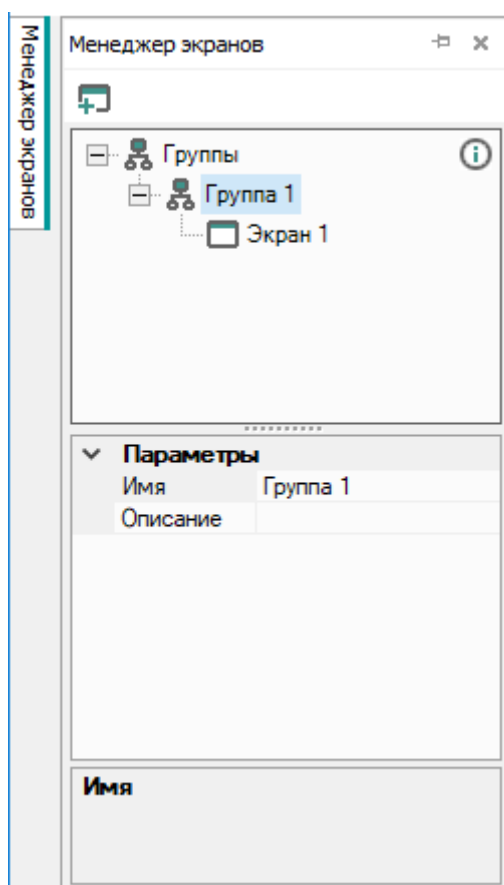 Менеджер экранов
Менеджер экранов
Группы
Группа 1
Экран 1
Параметры
Имя Группа 1
Описание
Имя